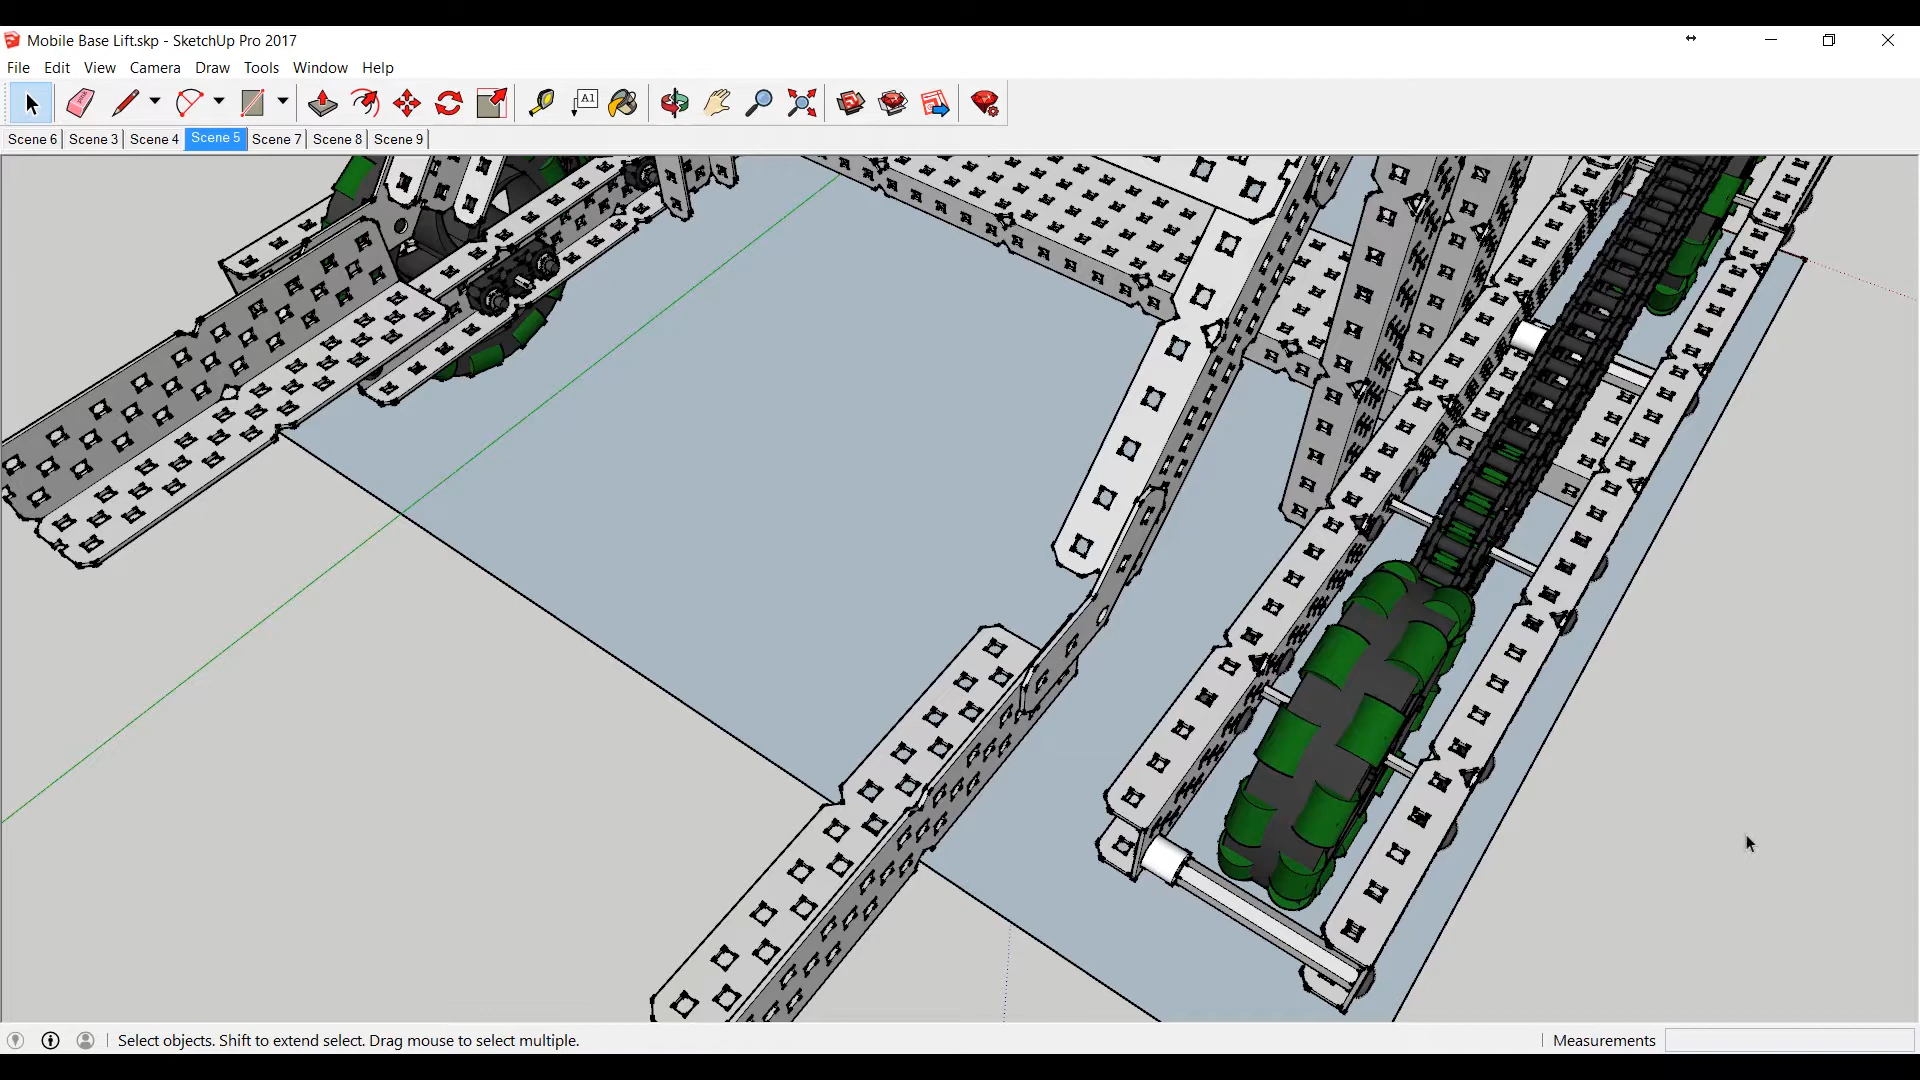 Mobile Base Lift.skp - SketchUp Pro 2017
File Edit View Camera Draw Tools Window Help
A1
Scene 6 Scene 3 Scene 4 Scene 5 Scene 7 Scene 8 Scene 9
Select objects. Shift to extend select. Drag mouse to select multiple. Measurements